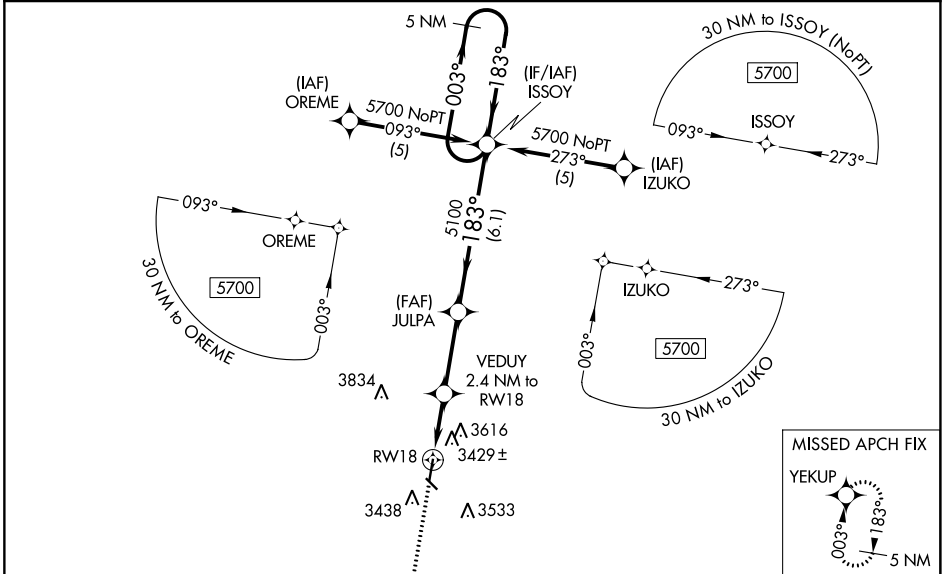 5 NM
003°
183°
(IAF)
OREME
5700 NoPT
093°
(5)
(IF/IAF)
ISSOY
5700 NoPT
273°
(5)
(IAF)
IZUKO
30 NM to ISSOY (NoPT)
5700
093°
ISSOY
273°
5100
183°
(6.1)
093°
OREME
5700
003°
30 NM to OREME
IZUKO
273°
003°
5700
30 NM to IZUKO
(FAF)
JULPA
VEDUY
2.4 NM to
RW18
3834
3616
3429±
RW18
3438
3533
MISSED APCH FIX
YEKUP
003°
183°
5 NM